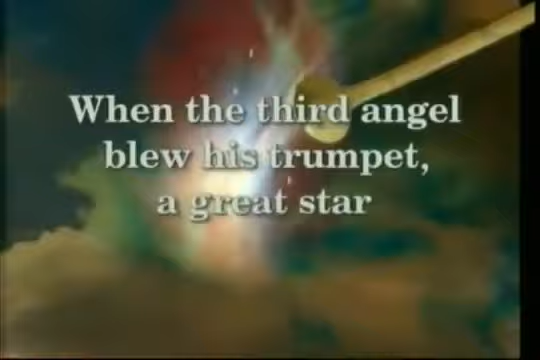 When the third angel
blew his trumpet,
a great star